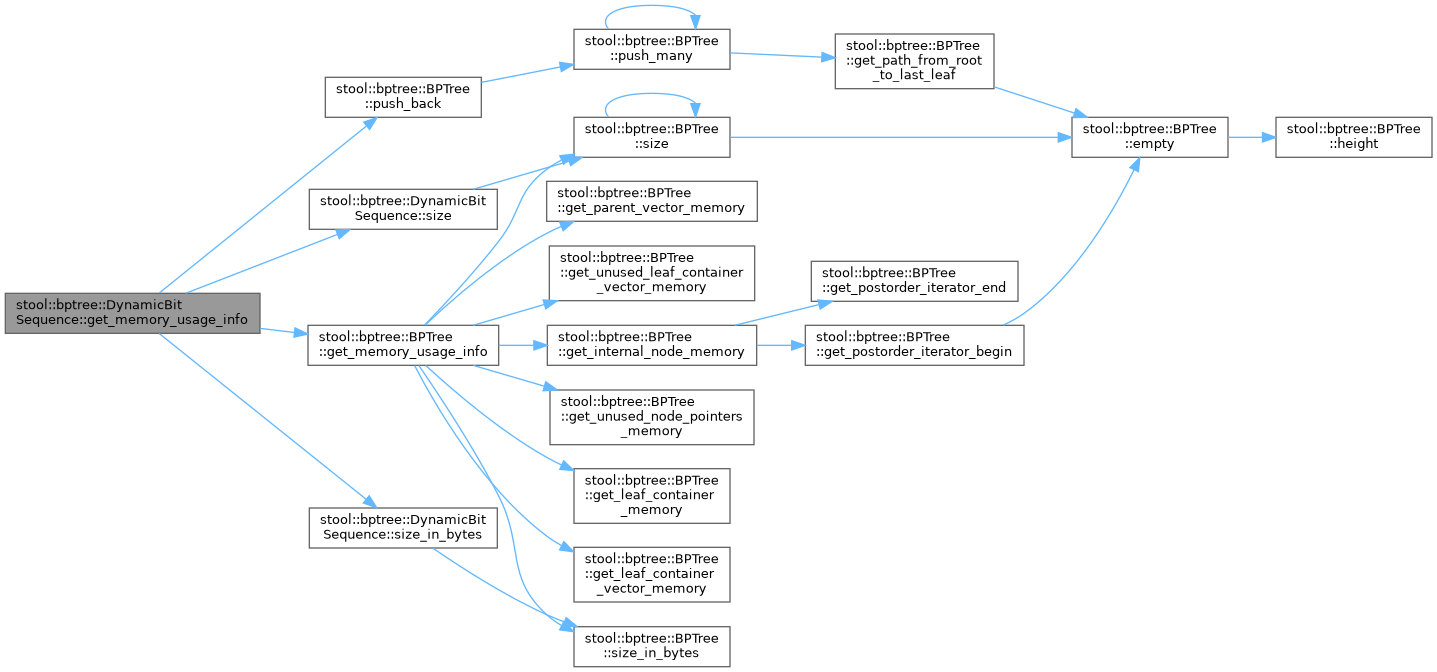 stool::bptree::DynamicBit
Sequence::get_memory_usage_info
stool::bptree::BPTree
::push_back
stool::bptree::DynamicBit
Sequence::size
stool::bptree::BPTree
::get_memory_usage_info
stool::bptree::DynamicBit
Sequence::size_in_bytes
stool::bptree::BPTree
::push_many
stool::bptree::BPTree
::size
stool::bptree::BPTree
::get_parent_vector_memory
stool::bptree::BPTree
::get_unused_leaf_container
_vector_memory
stool::bptree::BPTree
::get_internal_node_memory
stool::bptree::BPTree
::get_unused_node_pointers
_memory
stool::bptree::BPTree
::get_leaf_container
_memory
stool::bptree::BPTree
::get_leaf_container
_vector_memory
stool::bptree::BPTree
::size_in_bytes
stool::bptree::BPTree
::get_path_from_root
_to_last_leaf
stool::bptree::BPTree
::get_postorder_iterator_end
stool::bptree::BPTree
::get_postorder_iterator_begin
stool::bptree::BPTree
::empty
stool::bptree::BPTree
::height